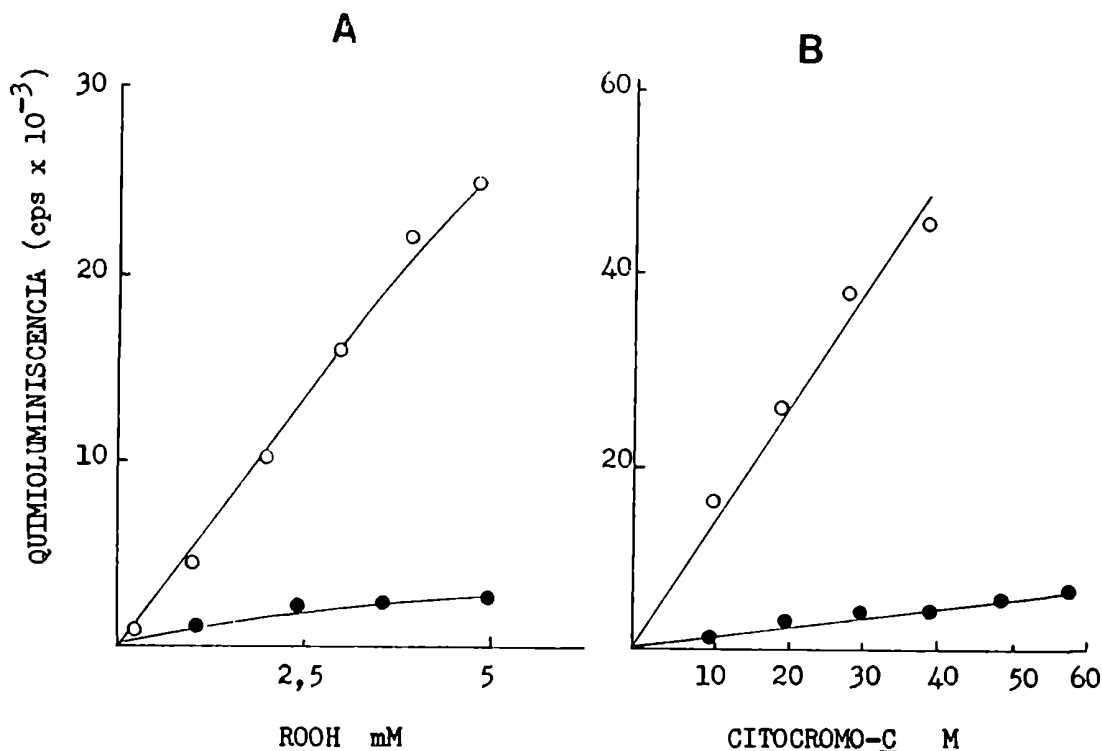 A
B
QUIMIOLUMINISCENCIA (cps x 10⁻³)
30
20
10
2,5
5
ROOH mM
60
40
20
10 20 30 40 50 60
CITOCROMO-C M